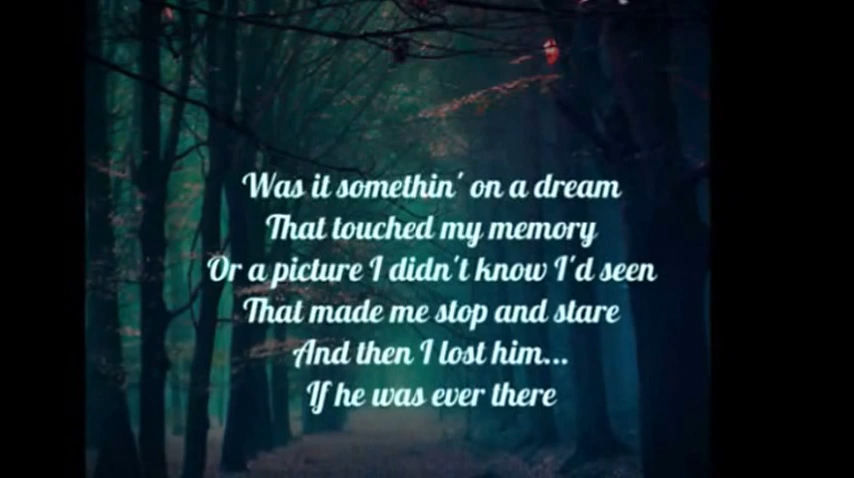 Was it somethin' on a dream
That touched my memory
Or a picture I didn't know I'd seen
That made me stop and stare
And then I lost him...
If he was ever there